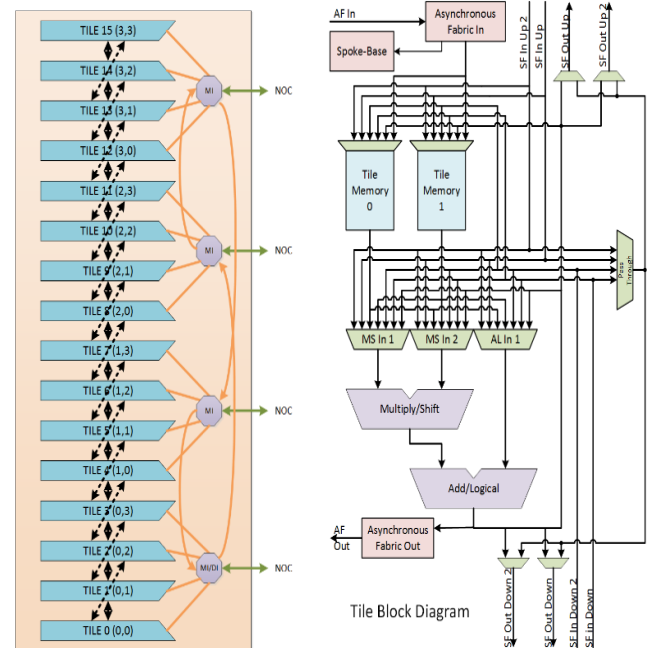 TILE 15 (3,3)
TILE 14 (3,2)
TILE 13 (3,1)
TILE 12 (3,0)
TILE 11 (2,3)
TILE 10 (2,2)
TILE 9 (2,1)
TILE 8 (2,0)
TILE 7 (1,3)
TILE 6 (1,2)
TILE 5 (1,1)
TILE 4 (1,0)
TILE 3 (0,3)
TILE 2 (0,2)
TILE 1 (0,1)
TILE 0 (0,0)
MI
NOC
MI
NOC
MI
NOC
MI/DI
NOC
AF In
Asynchronous
Fabric In
Spoke-Base
SF In Up 2
SF In Up
SF Out Up
SF Out Up 2
Tile
Memory
0
Tile
Memory
1
Pass
Through
MS In 1
MS In 2
AL In 1
Multiply/Shift
Add/Logical
AF
Out
Asynchronous
Fabric Out
SF Out Down 2
SF Out Down
SF In Down 2
SF in Down
Tile Block Diagram